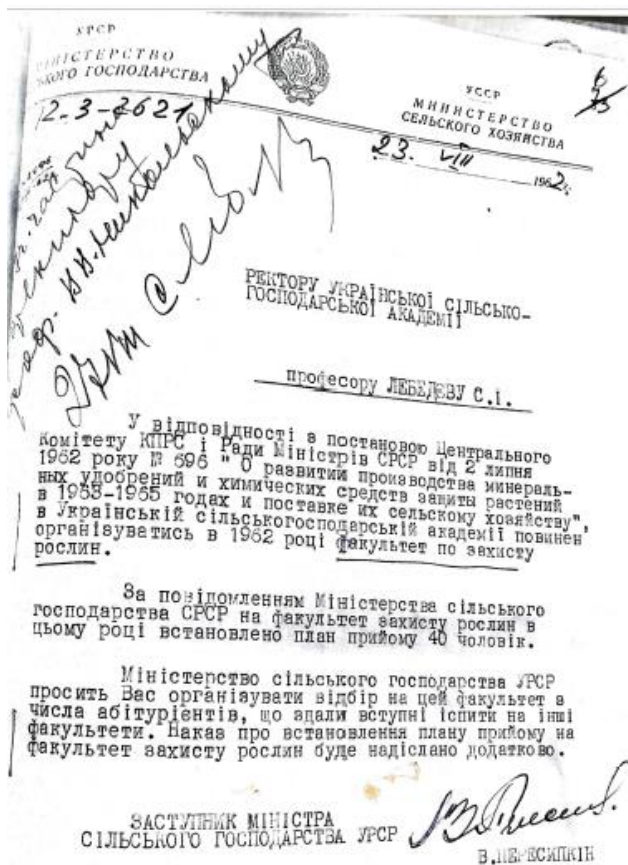 УРСР
МІНІСТЕРСТВО
СЬКОГО ГОСПОДАРСТВА
УССР
МИНИСТЕРСТВО
СЕЛЬСКОГО ХОЗЯЙСТВА
12-3-2621
23. VIII 1962
РЕКТОРУ УКРАЇНСЬКОЇ СІЛЬСЬКО-
ГОСПОДАРСЬКОЇ АКАДЕМІЇ
професору ЛЕБЕДЄВУ С.І.
У відповідності з постановою Центрального
Комітету КПРС і Ради Міністрів СРСР від 2 липня
1962 року № 696 " О развитии производства минераль-
ных удобрений и химических средств защиты растений
в 1963-1965 годах и поставке их сельскому хозяйству",
в Українській сільськогосподарській академії повинен
організуватись в 1962 році факультет по захисту
рослин.
За повідомленням Міністерства сільського
господарства СРСР на факультет захисту рослин в
цьому році встановлено план прийому 40 чоловік.
Міністерство сільського господарства УРСР
просить Вас організувати відбір на цей факультет з
числа абітурієнтів, що здали вступні іспити на інші
факультети. Наказ про встановлення плану прийому на
факультет захисту рослин буде надіслано додатково.
ЗАСТУПНИК МІНІСТРА
СІЛЬСЬКОГО ГОСПОДАРСТВА УРСР
В.ПЕРЕСИПКІН